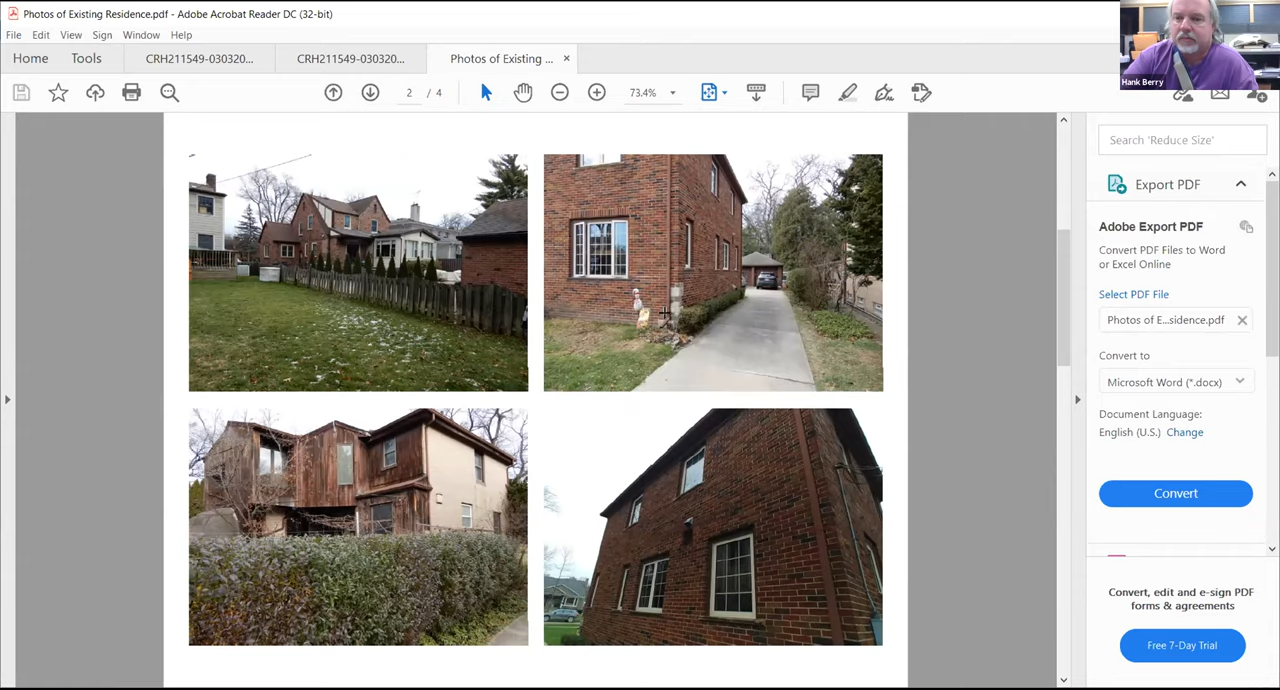 Photos of Existing Residence.pdf - Adobe Acrobat Reader DC (32-bit)
File Edit View Sign Window Help
Home Tools CRH211549-030320... CRH211549-030320... Photos of Existing ... ×
2 / 4 73.4%
Hank Berry
Search 'Reduce Size'
Export PDF
Adobe Export PDF
Convert PDF Files to Word
or Excel Online
Select PDF File
Photos of E...sidence.pdf
Convert to
Microsoft Word (*.docx)
Document Language:
English (U.S.) Change
Convert
Convert, edit and e-sign PDF
forms & agreements
Free 7-Day Trial